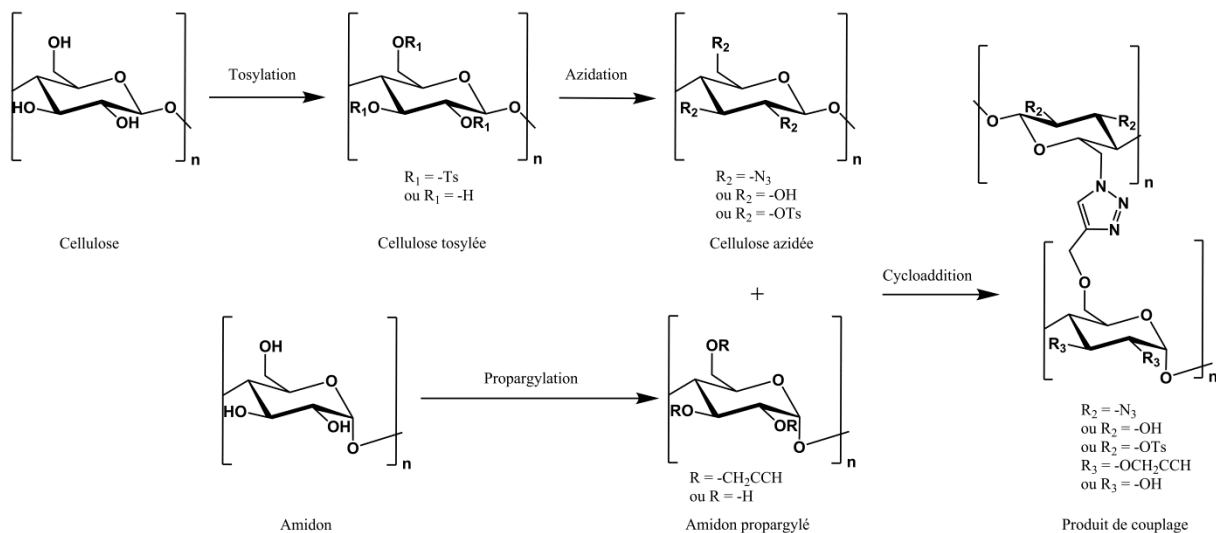 OH
O
HO
OH
O
n
Cellulose
Tosylation
OR1
O
R1O
OR1
O
n
R1 = -Ts
ou R1 = -H
Cellulose tosylée
Azidation
R2
O
R2
R2
O
n
R2 = -N3
ou R2 = -OH
ou R2 = -OTs
Cellulose azidée
+
OH
O
HO
OH
O
n
Amidon
Propargylation
OR
O
RO
OR
O
n
R = -CH2CCH
ou R = -H
Amidon propargylé
Cycloaddition
O
R2
R2
O
n
N
N
N
O
O
R3
R3
O
n
R2 = -N3
ou R2 = -OH
ou R2 = -OTs
R3 = -OCH2CCH
ou R3 = -OH
Produit de couplage